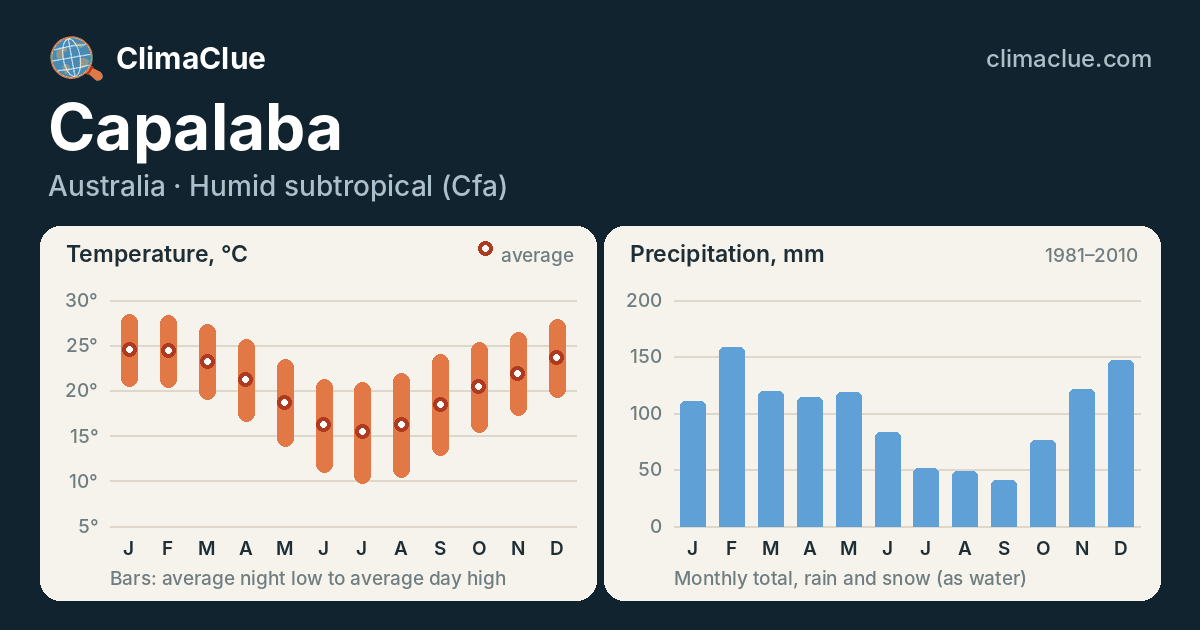 ClimaClue
climaclue.com
Capalaba
Australia · Humid subtropical (Cfa)
Temperature, °C
average
30°
25°
20°
15°
10°
5°
J F M A M J J A S O N D
Bars: average night low to average day high
Precipitation, mm
1981–2010
200
150
100
50
0
J F M A M J J A S O N D
Monthly total, rain and snow (as water)